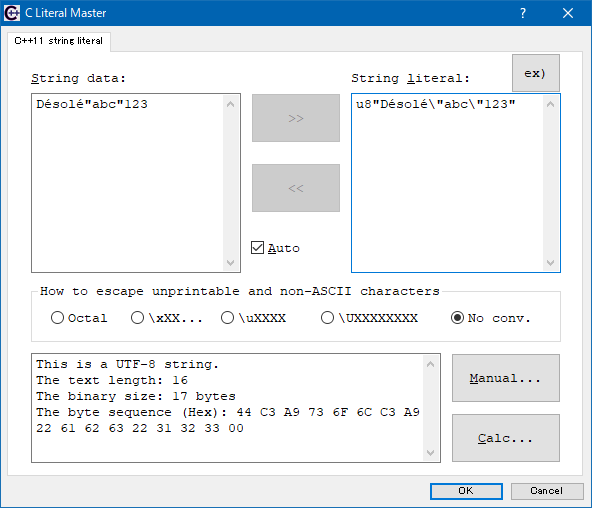 C Literal Master
C++11 string literal
String data:
String literal:
ex)
Désolé"abc"123
>>
u8"Désolé\"abc\"123"
<<
Auto
How to escape unprintable and non-ASCII characters
Octal
\xXX...
\uXXXX
\UXXXXXXXX
No conv.
This is a UTF-8 string.
The text length: 16
The binary size: 17 bytes
The byte sequence (Hex): 44 C3 A9 73 6F 6C C3 A9
22 61 62 63 22 31 32 33 00
Manual...
Calc...
OK
Cancel